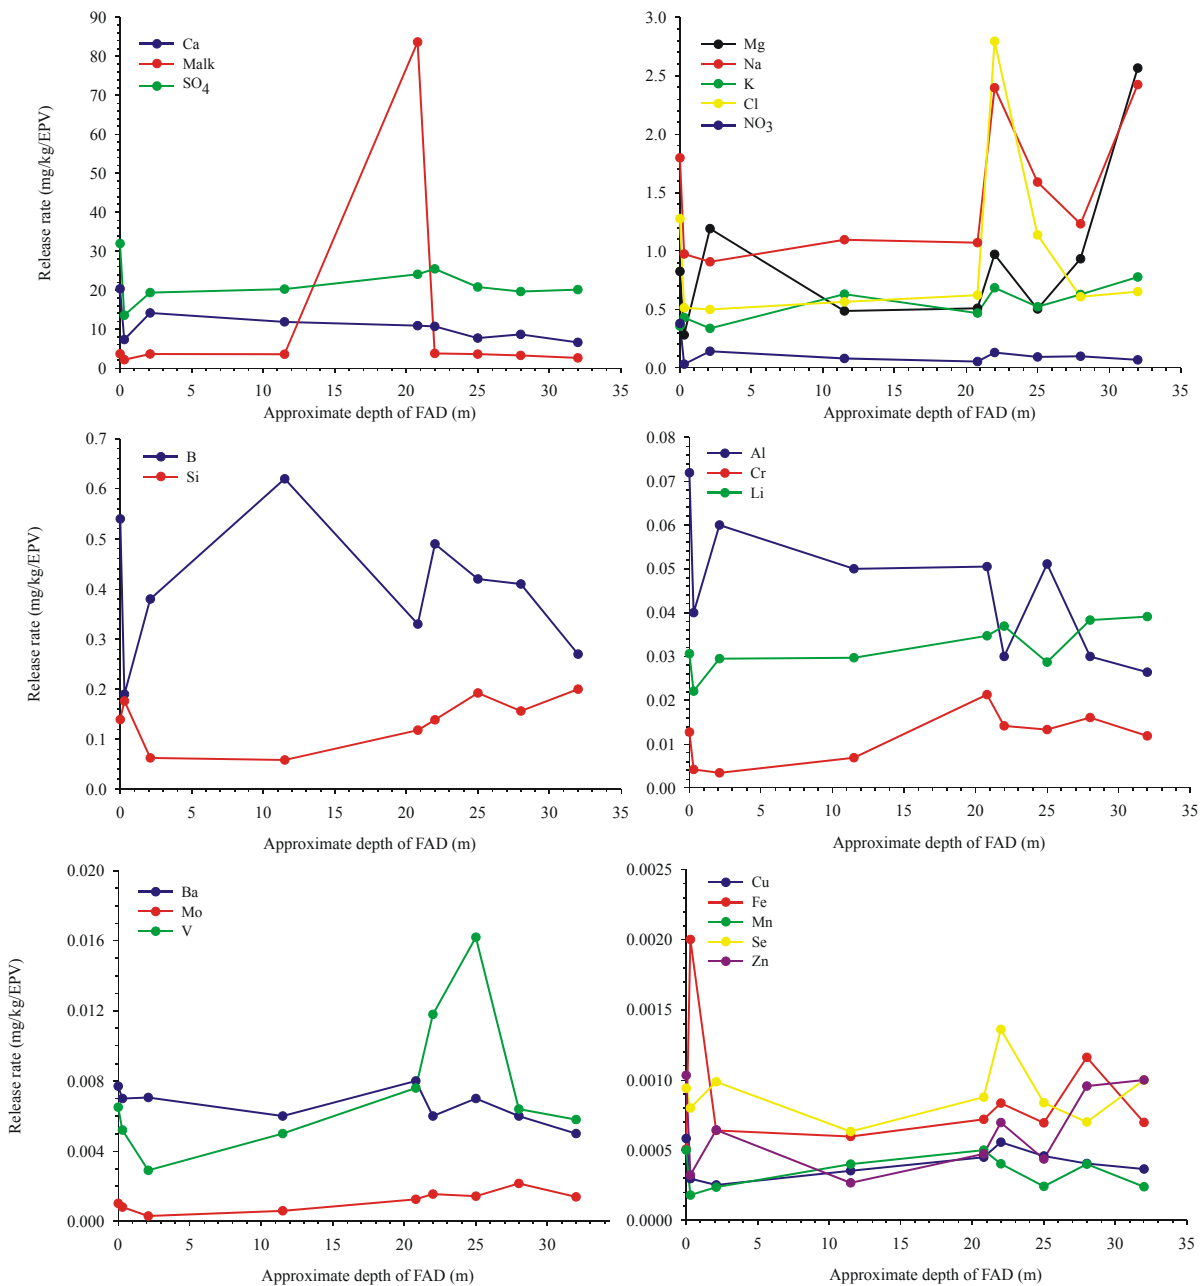 90
80
70
60
50
40
30
20
10
0
Release rate (mg/kg/EPV)
Ca
Malk
SO4
0 5 10 15 20 25 30 35
Approximate depth of FAD (m)
3.0
2.5
2.0
1.5
1.0
0.5
0.0
Mg
Na
K
Cl
NO3
0 5 10 15 20 25 30 35
Approximate depth of FAD (m)
0.7
0.6
0.5
0.4
0.3
0.2
0.1
0.0
Release rate (mg/kg/EPV)
B
Si
0 5 10 15 20 25 30 35
Approximate depth of FAD (m)
0.08
0.07
0.06
0.05
0.04
0.03
0.02
0.01
0.00
Al
Cr
Li
0 5 10 15 20 25 30 35
Approximate depth of FAD (m)
0.020
0.016
0.012
0.008
0.004
0.000
Release rate (mg/kg/EPV)
Ba
Mo
V
0 5 10 15 20 25 30
Approximate depth of FAD (m)
0.0025
0.0020
0.0015
0.0010
0.0005
0.0000
Cu
Fe
Mn
Se
Zn
0 5 10 15 20 25 30 35
Approximate depth of FAD (m)